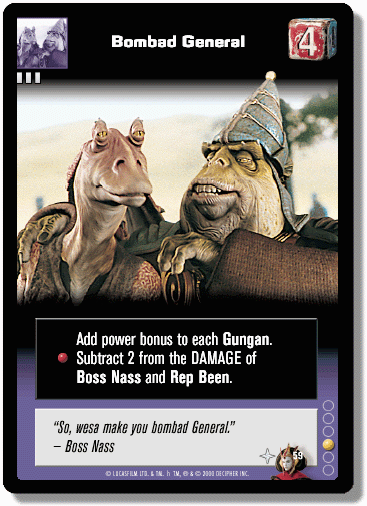 Bombad General
4
Add power bonus to each Gungan.
Subtract 2 from the DAMAGE of
Boss Nass and Rep Been.
“So, wesa make you bombad General.”
– Boss Nass
59
© LUCASFILM LTD. & TM. h TM, ® & © 2000 DECIPHER INC.